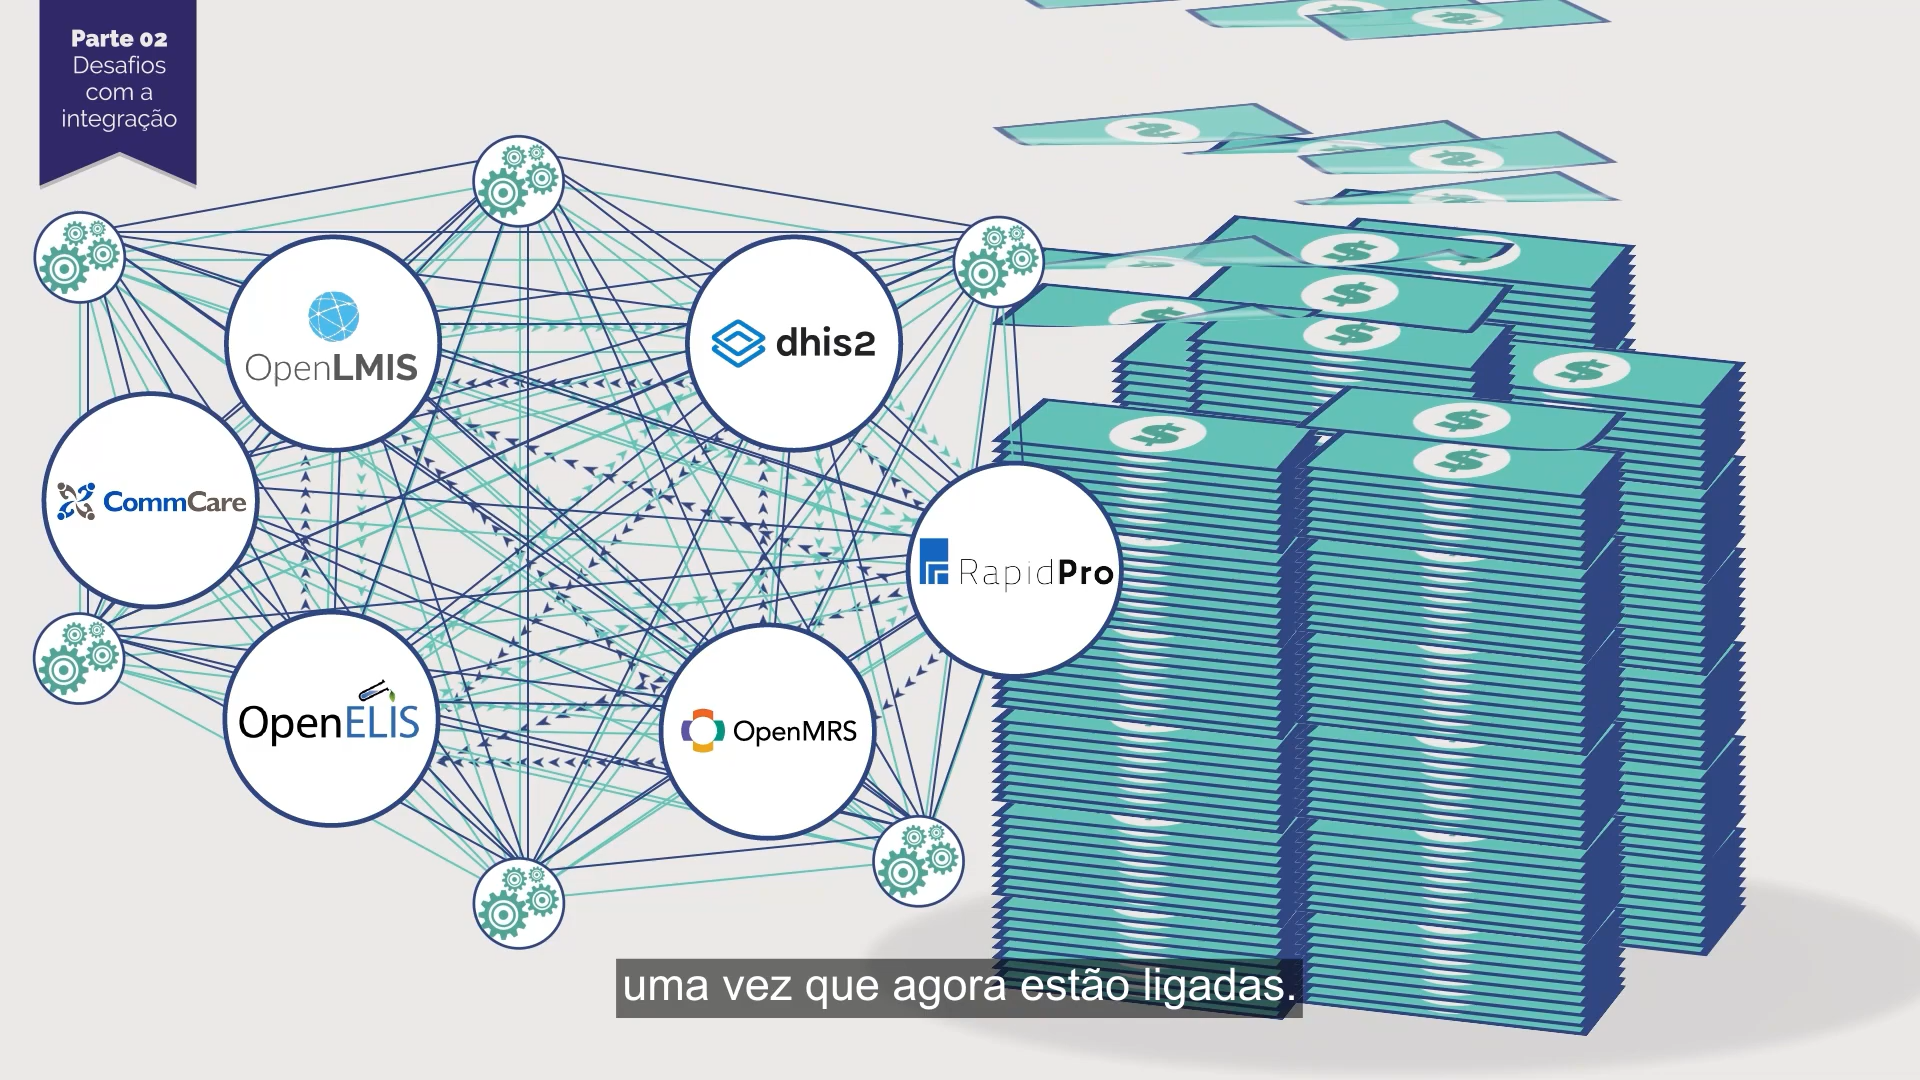 Parte 02
Desafios
com a
integração
OpenLMIS
dhis2
CommCare
RapidPro
OpenELIS
OpenMRS
uma vez que agora estão ligadas.